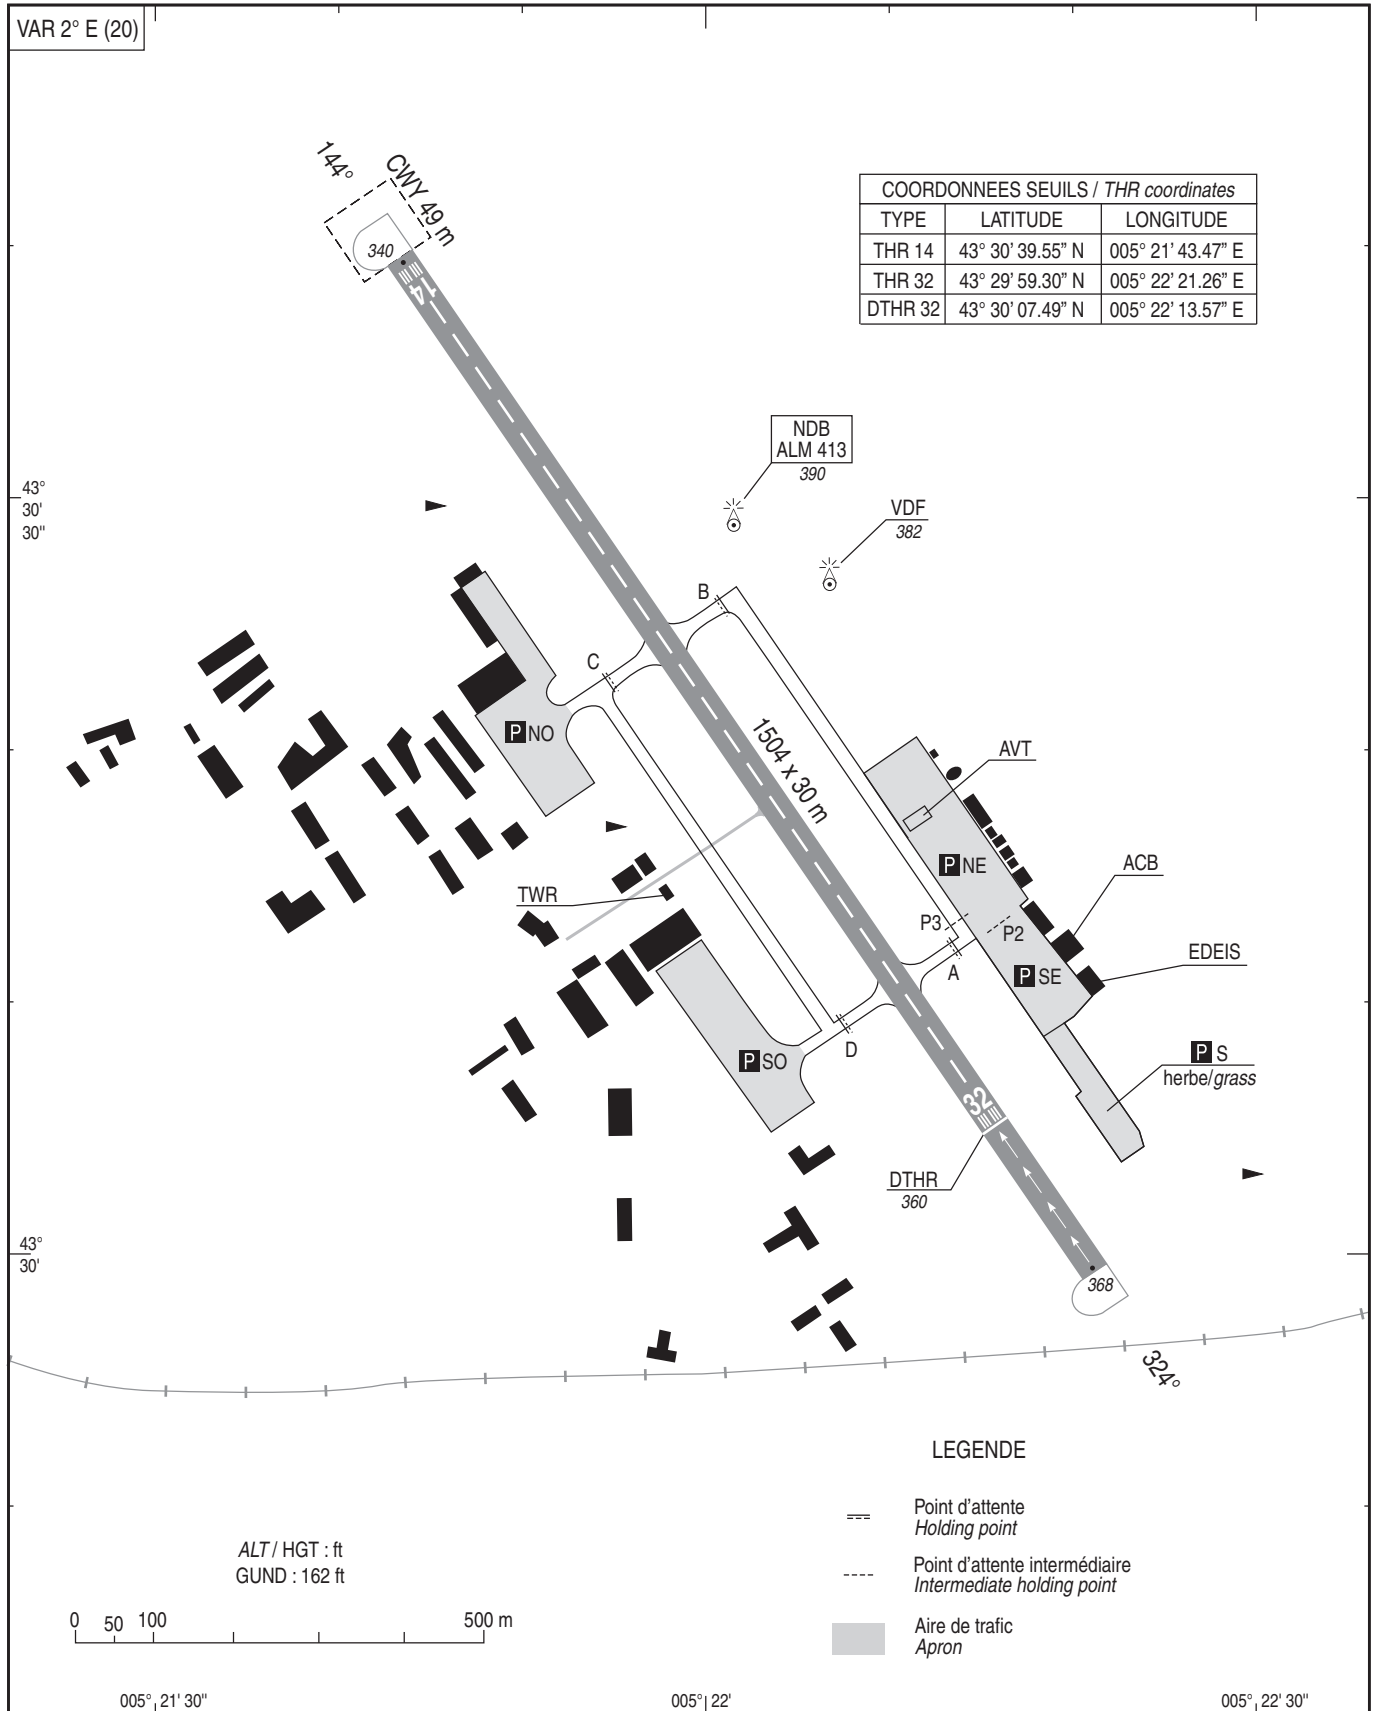 VAR 2° E (20)
144°
CWY 49 m
340
14
COORDONNEES SEUILS / THR coordinates
TYPE LATITUDE LONGITUDE
THR 14 43° 30' 39.55" N 005° 21' 43.47" E
THR 32 43° 29' 59.30" N 005° 22' 21.26" E
DTHR 32 43° 30' 07.49" N 005° 22' 13.57" E
NDB
ALM 413
390
VDF
382
43°
30'
30"
B
C
P NO
1504 x 30 m
AVT
P NE
ACB
TWR
P3
P2
A
EDEIS
P SE
D
P SO
P S
herbe/grass
32
DTHR
360
43°
30'
368
324°
LEGENDE
Point d'attente
Holding point
Point d'attente intermédiaire
Intermediate holding point
Aire de trafic
Apron
ALT / HGT : ft
GUND : 162 ft
0 50 100 500 m
005° 21' 30" 005° 22' 005° 22' 30"